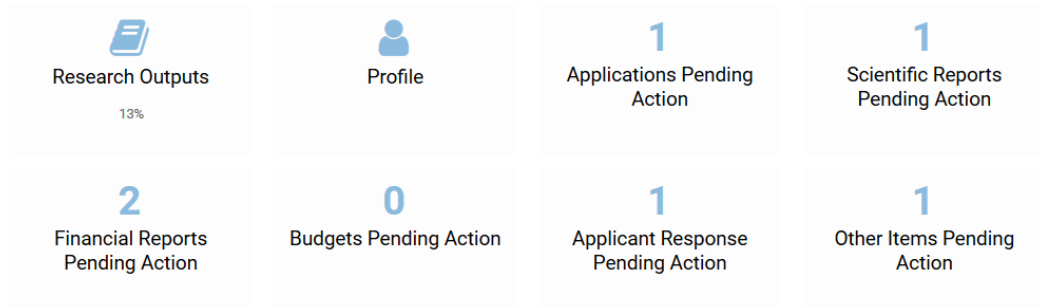 Research Outputs
13%
Profile
1
Applications Pending
Action
1
Scientific Reports
Pending Action
2
Financial Reports
Pending Action
0
Budgets Pending Action
1
Applicant Response
Pending Action
1
Other Items Pending
Action